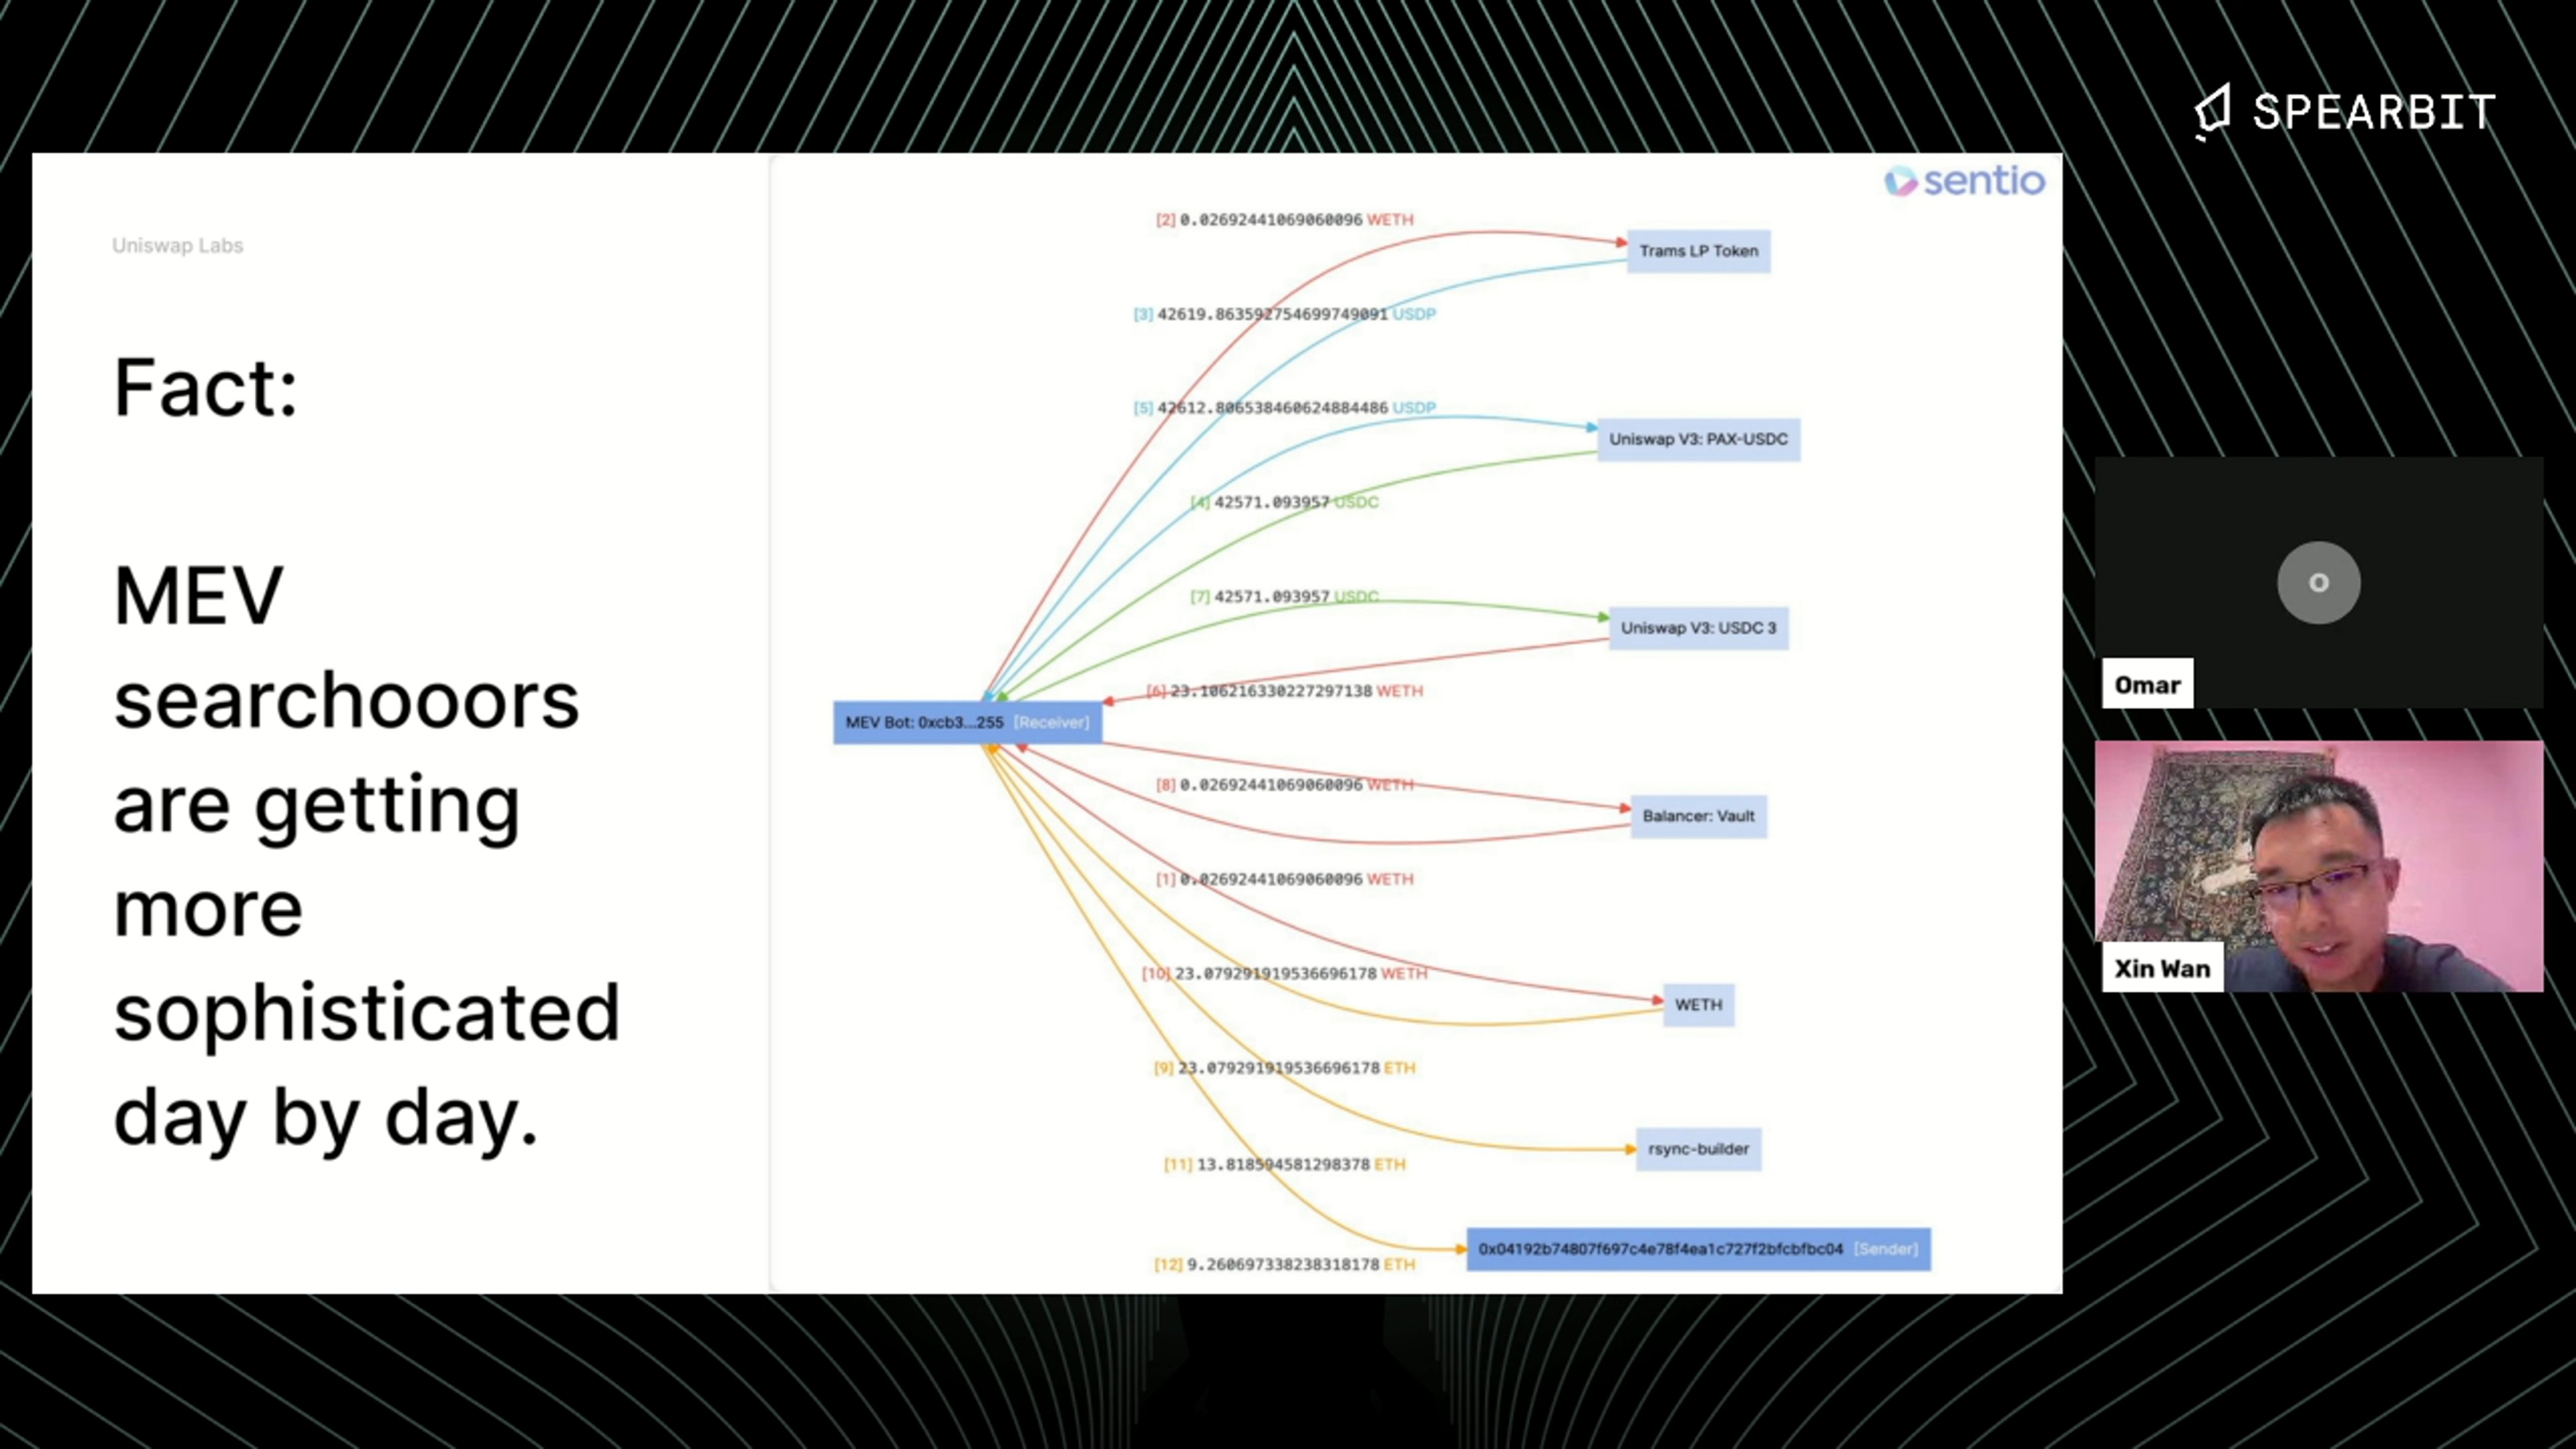 SPEARBIT
sentio
Uniswap Labs
Fact:
MEV
searchooors
are getting
more
sophisticated
day by day.
[2] 0.02692441069060096 WETH
Trams LP Token
[3] 42619.863592754699749091 USDP
[5] 42612.806538460624884486 USDP
Uniswap V3: PAX-USDC
[4] 42571.093957 USDC
[7] 42571.093957 USDC
Uniswap V3: USDC 3
[6] 23.106216330227297138 WETH
MEV Bot: 0xcb3...255 [Receiver]
[8] 0.02692441069060096 WETH
Balancer: Vault
[1] 0.02692441069060096 WETH
[10] 23.079291919536696178 WETH
WETH
[9] 23.079291919536696178 ETH
rsync-builder
[11] 13.818594581298378 ETH
0x04192b74807f697c4e78f4ea1c727f2bfcbfbc04 [Sender]
[12] 9.260697338238318178 ETH
O
Omar
Xin Wan